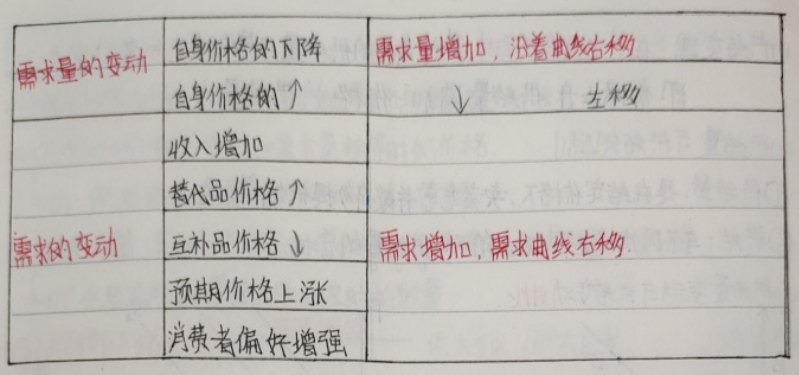 需求量的变动
自身价格的下降
需求量增加，沿着曲线右移
自身价格的↑
↓ 左移
收入增加
替代品价格↑
需求的变动
互补品价格↓
需求增加，需求曲线右移.
预期价格上涨
消费者偏好增强